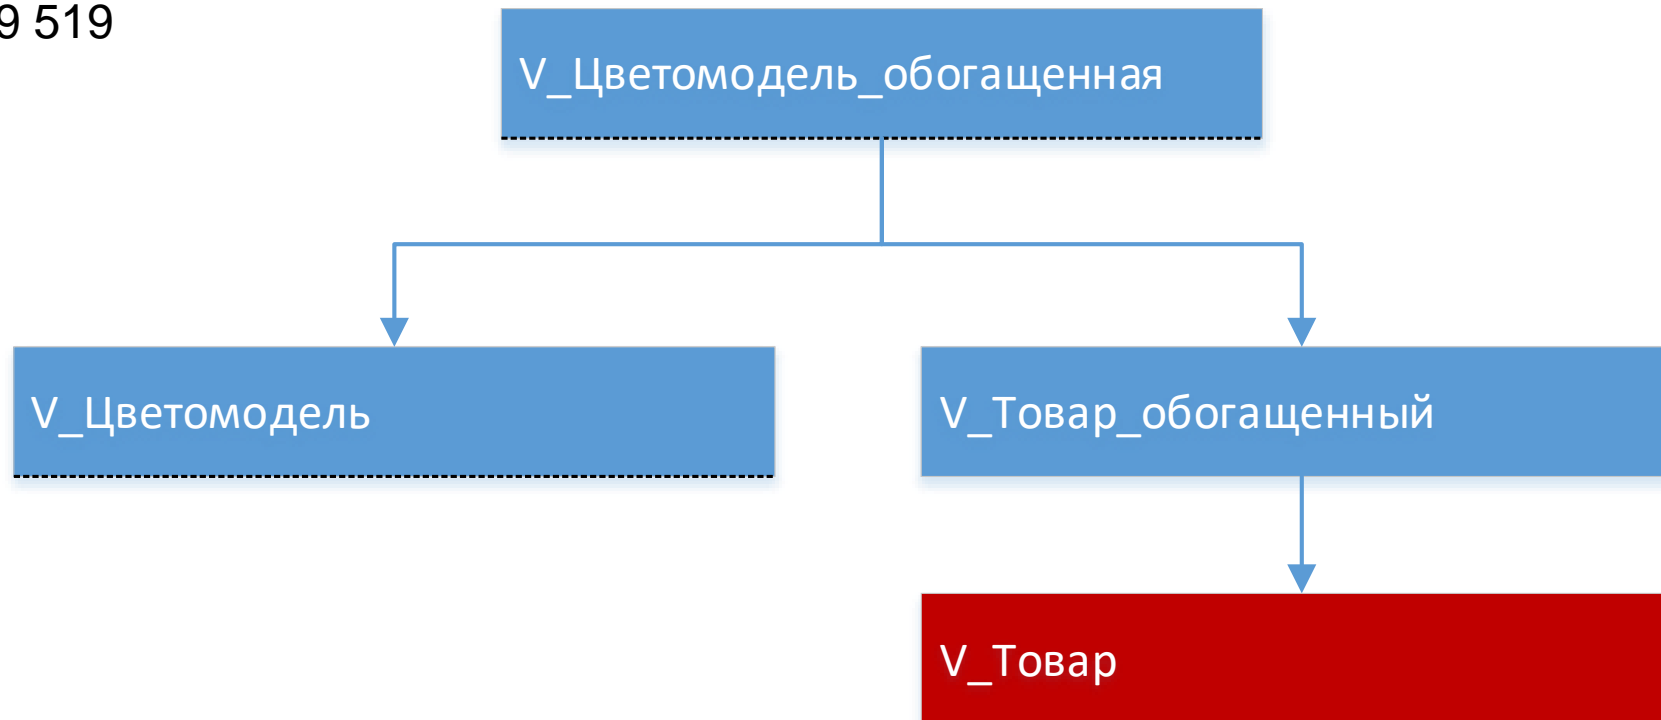 9 519
V_Цветомодель_обогащенная
V_Цветомодель
V_Товар_обогащенный
V_Товар